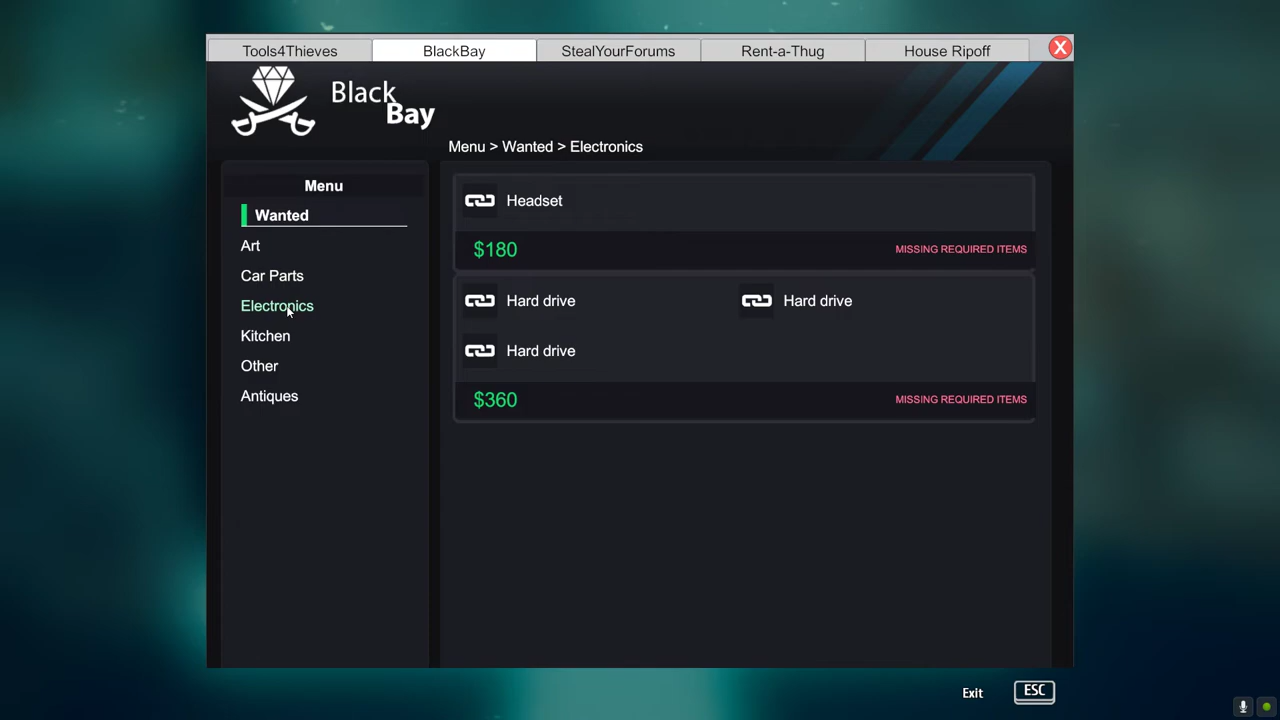 Tools4Thieves BlackBay StealYourForums Rent-a-Thug House Ripoff X
Black
Bay
Menu > Wanted > Electronics
Menu
Wanted
Art
Car Parts
Electronics
Kitchen
Other
Antiques
Headset
$180 MISSING REQUIRED ITEMS
Hard drive Hard drive
Hard drive
$360 MISSING REQUIRED ITEMS
Exit ESC